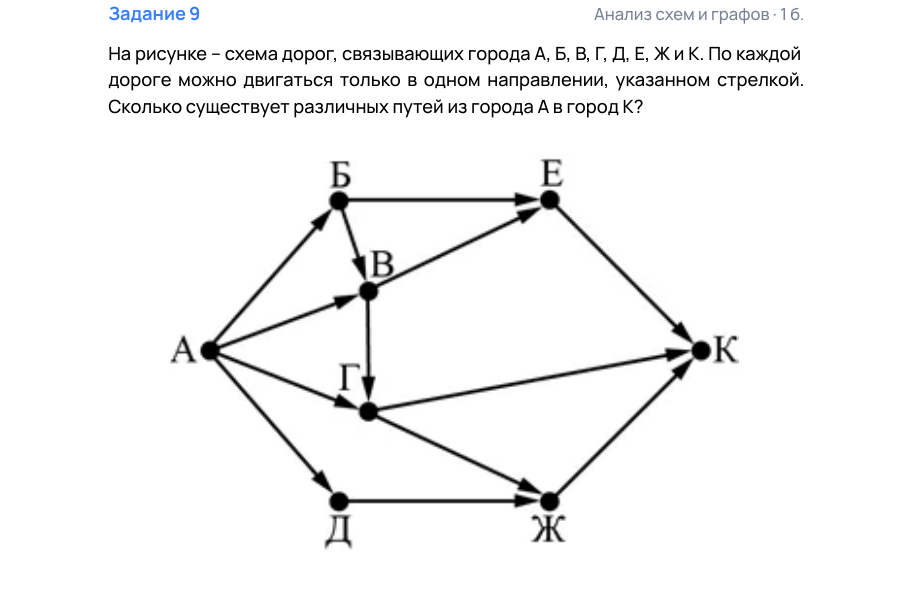 Задание 9
Анализ схем и графов · 1 б.
На рисунке – схема дорог, связывающих города А, Б, В, Г, Д, Е, Ж и К. По каждой
дороге можно двигаться только в одном направлении, указанном стрелкой.
Сколько существует различных путей из города А в город К?
Б
Е
В
А
К
Г
Д
Ж